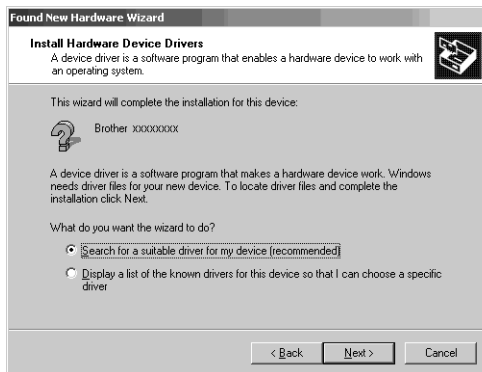 Found New Hardware Wizard
Install Hardware Device Drivers
A device driver is a software program that enables a hardware device to work with
an operating system.
This wizard will complete the installation for this device:
Brother xxxxxxxx
A device driver is a software program that makes a hardware device work. Windows
needs driver files for your new device. To locate driver files and complete the
installation click Next.
What do you want the wizard to do?
Search for a suitable driver for my device (recommended)
Display a list of the known drivers for this device so that I can choose a specific
driver
< Back Next > Cancel